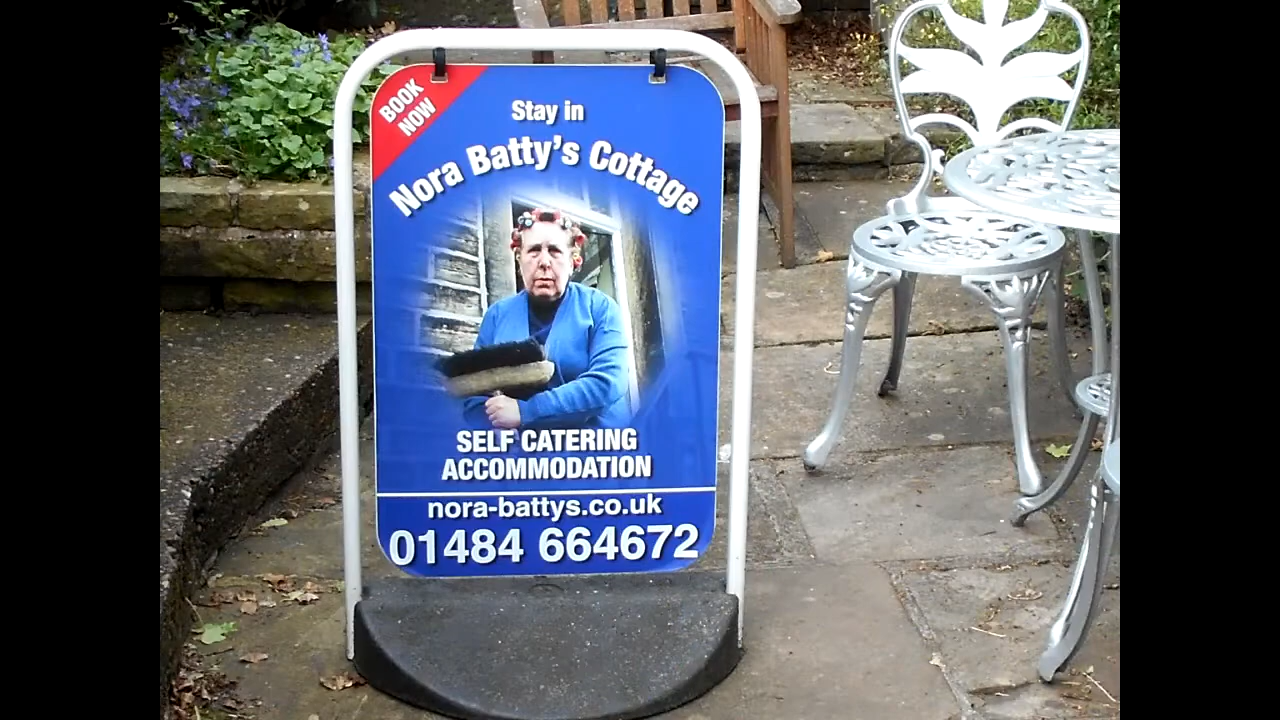 BOOK
NOW
Stay in
Nora Batty's Cottage
SELF CATERING
ACCOMMODATION
nora-battys.co.uk
01484 664672